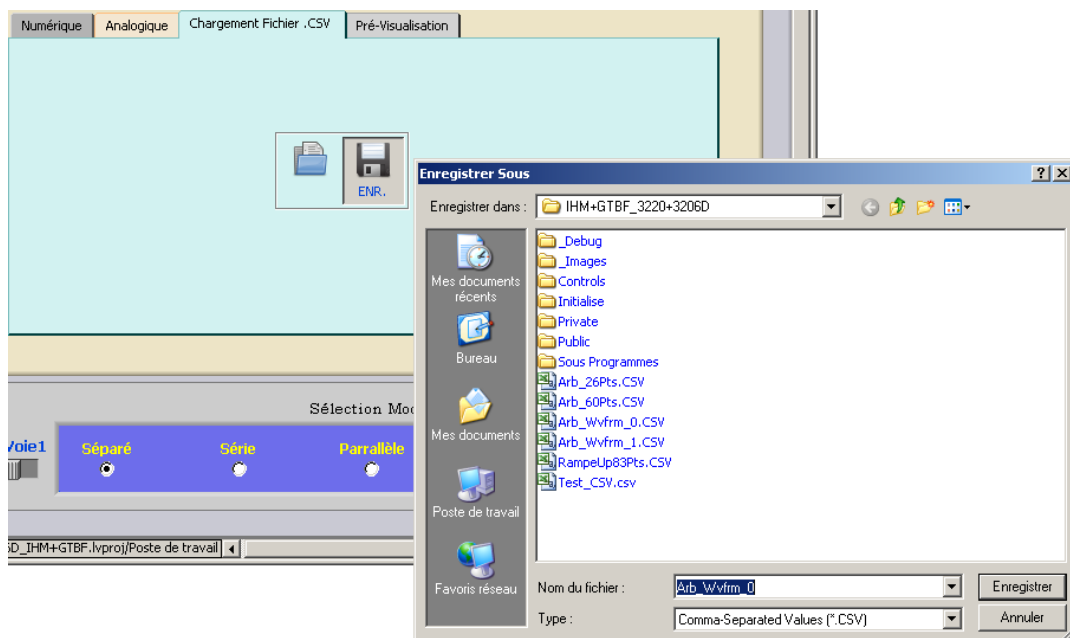 Numérique Analogique Chargement Fichier .CSV Pré-Visualisation
ENR.
Sélection Mo
Voie1 Séparé Série Parrallèle
D_IHM+GTBF.lvproj/Poste de travail
Enregistrer Sous
Enregistrer dans : IHM+GTBF_3220+3206D
Mes documents récents
Bureau
Mes documents
Poste de travail
Favoris réseau
_Debug
_Images
Controls
Initialise
Private
Public
Sous Programmes
Arb_26Pts.CSV
Arb_60Pts.CSV
Arb_Wvfrm_0.CSV
Arb_Wvfrm_1.CSV
RampeUp83Pts.CSV
Test_CSV.csv
Nom du fichier : Arb_Wvfrm_0 Enregistrer
Type : Comma-Separated Values (*.CSV) Annuler